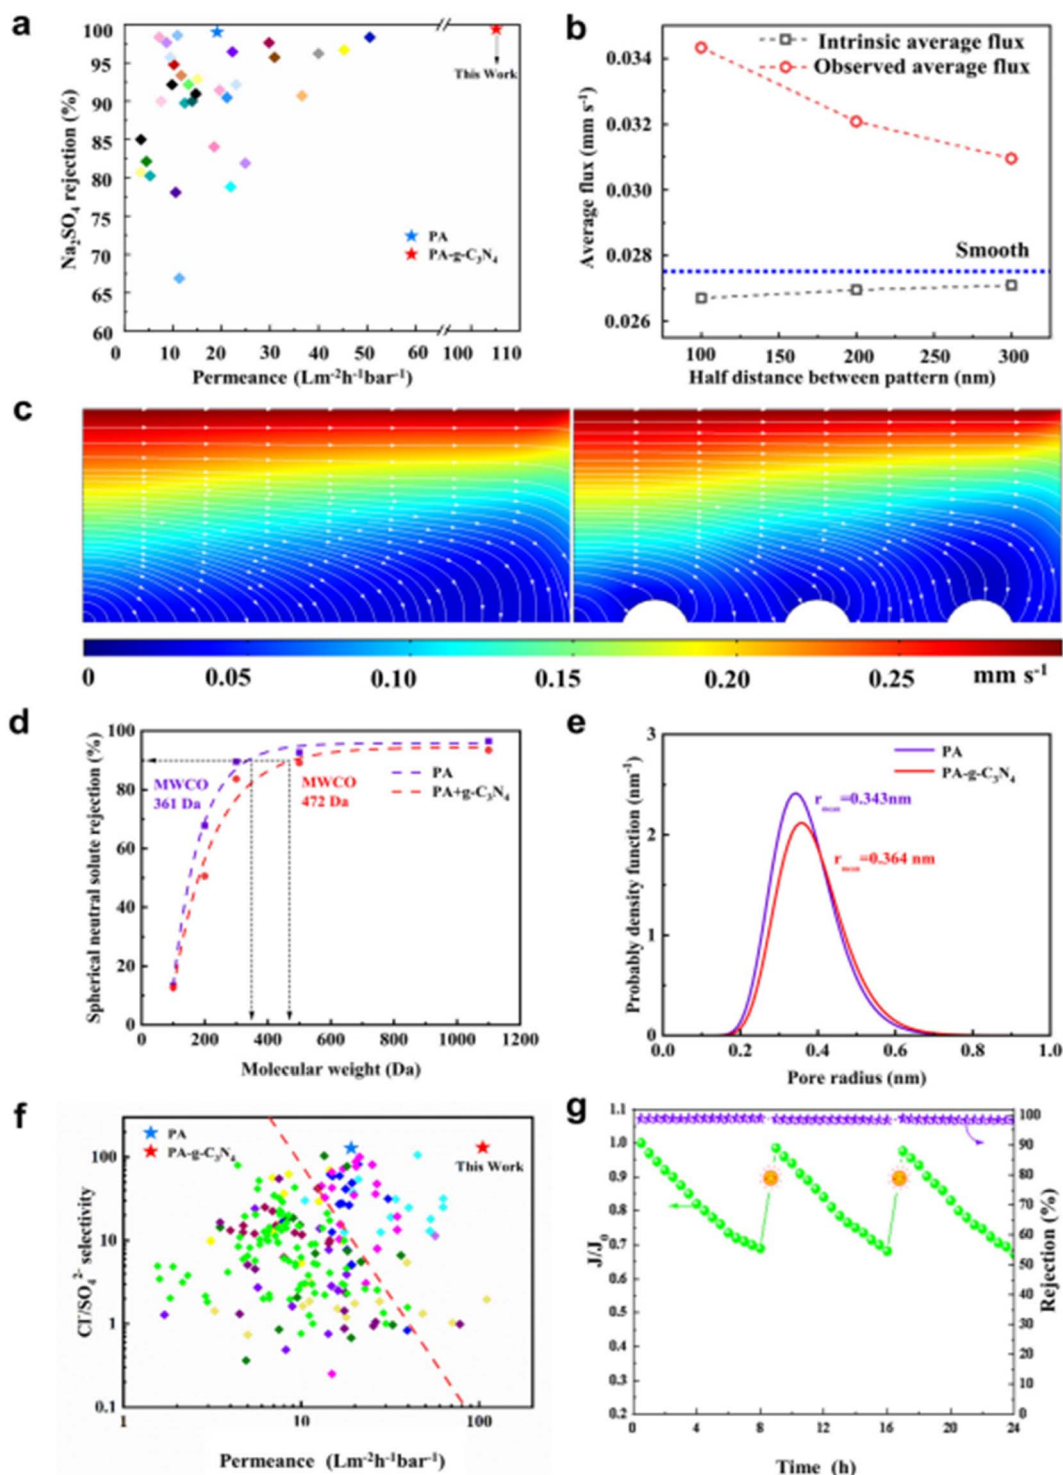 a
Na₂SO₄ rejection (%)
100
95
90
85
80
75
70
65
60
This Work
PA
PA-g-C₃N₄
0 10 20 30 40 50 60 100 110
Permeance (Lm⁻²h⁻¹bar⁻¹)
b
Average flux (mm s⁻¹)
0.034
0.032
0.030
0.028
0.026
Intrinsic average flux
Observed average flux
Smooth
100 150 200 250 300
Half distance between pattern (nm)
c
0 0.05 0.10 0.15 0.20 0.25 mm s⁻¹
d
Spherical neutral solute rejection (%)
100
80
60
40
20
0
MWCO
361 Da
MWCO
472 Da
PA
PA+g-C₃N₄
0 200 400 600 800 1000 1200
Molecular weight (Da)
e
Probably density function (nm⁻¹)
3
2
1
0
PA
PA-g-C₃N₄
r_mean=0.343nm
r_mean=0.364 nm
0.0 0.2 0.4 0.6 0.8 1.0
Pore radius (nm)
f
Cl⁻/SO₄²⁻ selectivity
100
10
1
0.1
PA
PA-g-C₃N₄
This Work
1 10 100
Permeance (Lm⁻²h⁻¹bar⁻¹)
g
J/J₀
1.1
1.0
0.9
0.8
0.7
0.6
0.5
0.4
0.3
0.2
100
90
80
70
60
50
40
30
20
10
0
Rejection (%)
0 4 8 12 16 20 24
Time (h)